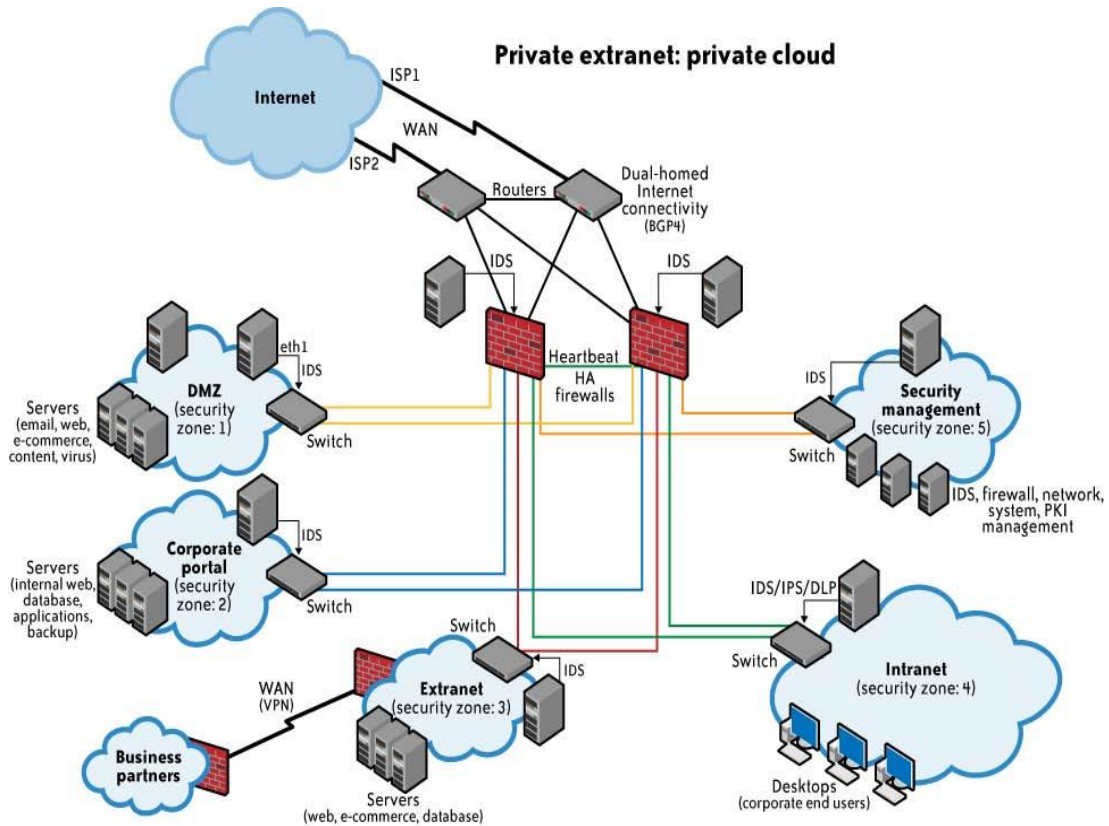 Private extranet: private cloud
Internet
ISP1
WAN
ISP2
Routers
Dual-homed
Internet
connectivity
(BGP4)
IDS
IDS
Heartbeat
HA
firewalls
eth1
IDS
DMZ
(security
zone: 1)
Servers
(email, web,
e-commerce,
content, virus)
Switch
IDS
Security
management
(security zone: 5)
Switch
IDS, firewall, network,
system, PKI
management
IDS
Corporate
portal
(security
zone: 2)
Servers
(internal web,
database,
applications,
backup)
Switch
IDS/IPS/DLP
Switch
Intranet
(security zone: 4)
Desktops
(corporate end users)
Switch
IDS
Extranet
(security zone: 3)
WAN
(VPN)
Business
partners
Servers
(web, e-commerce, database)